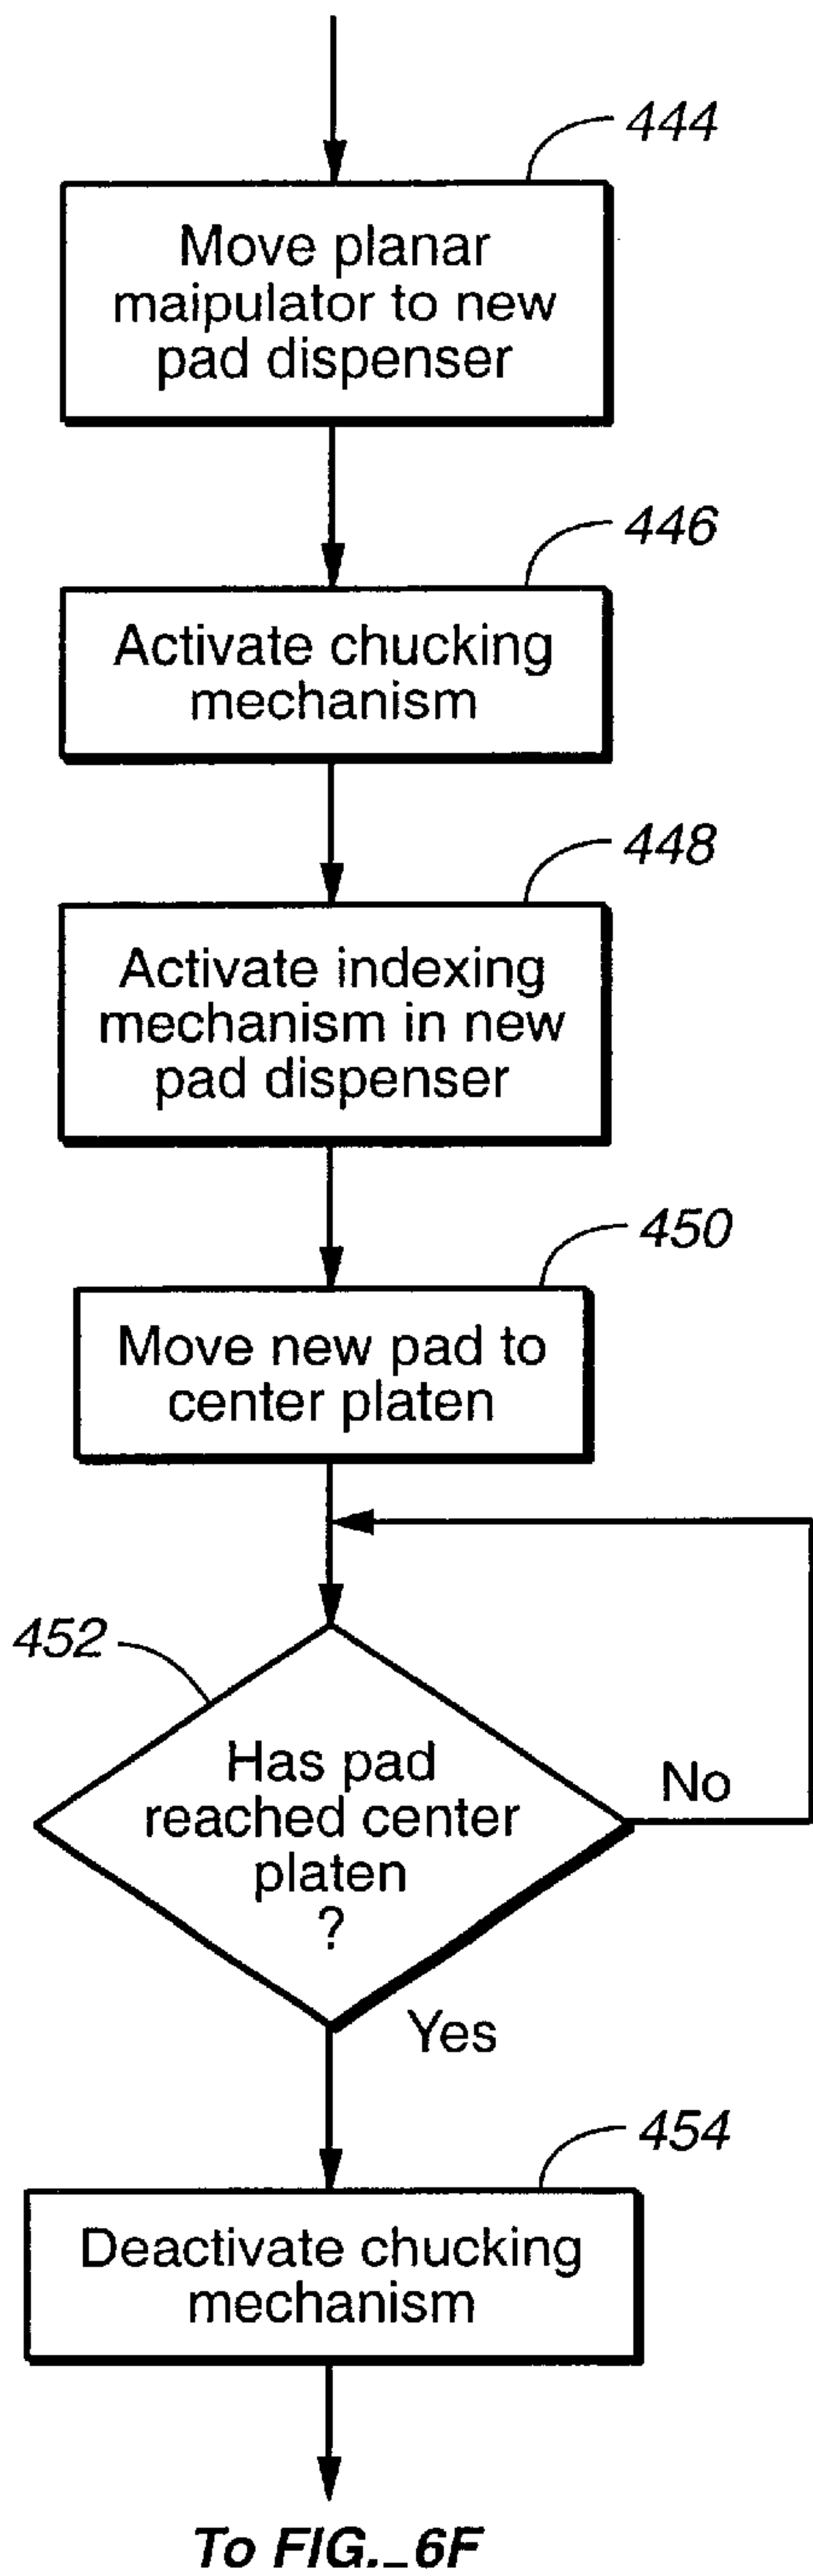 444
Move planar
maipulator to new
pad dispenser
446
Activate chucking
mechanism
448
Activate indexing
mechanism in new
pad dispenser
450
Move new pad to
center platen
452
Has pad
reached center
platen
?
No
Yes
454
Deactivate chucking
mechanism
To FIG._6F